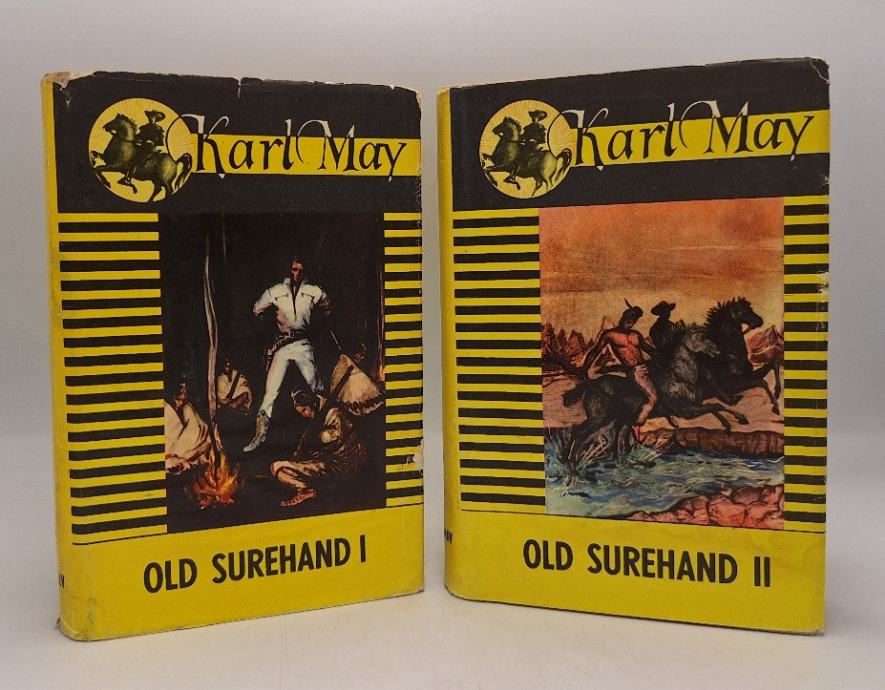 Karl May
OLD SUREHAND I
Karl May
OLD SUREHAND II